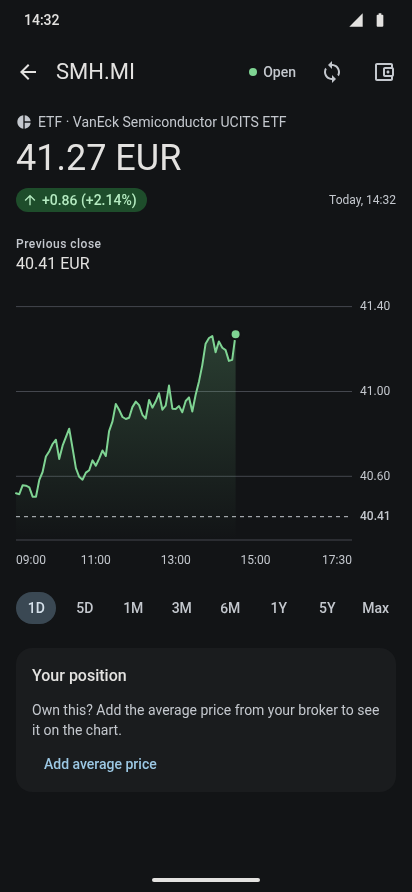 14:32
SMH.MI
Open
ETF · VanEck Semiconductor UCITS ETF
41.27 EUR
+0.86 (+2.14%)
Today, 14:32
Previous close
40.41 EUR
41.40
41.00
40.60
40.41
09:00 11:00 13:00 15:00 17:30
1D 5D 1M 3M 6M 1Y 5Y Max
Your position
Own this? Add the average price from your broker to see
it on the chart.
Add average price